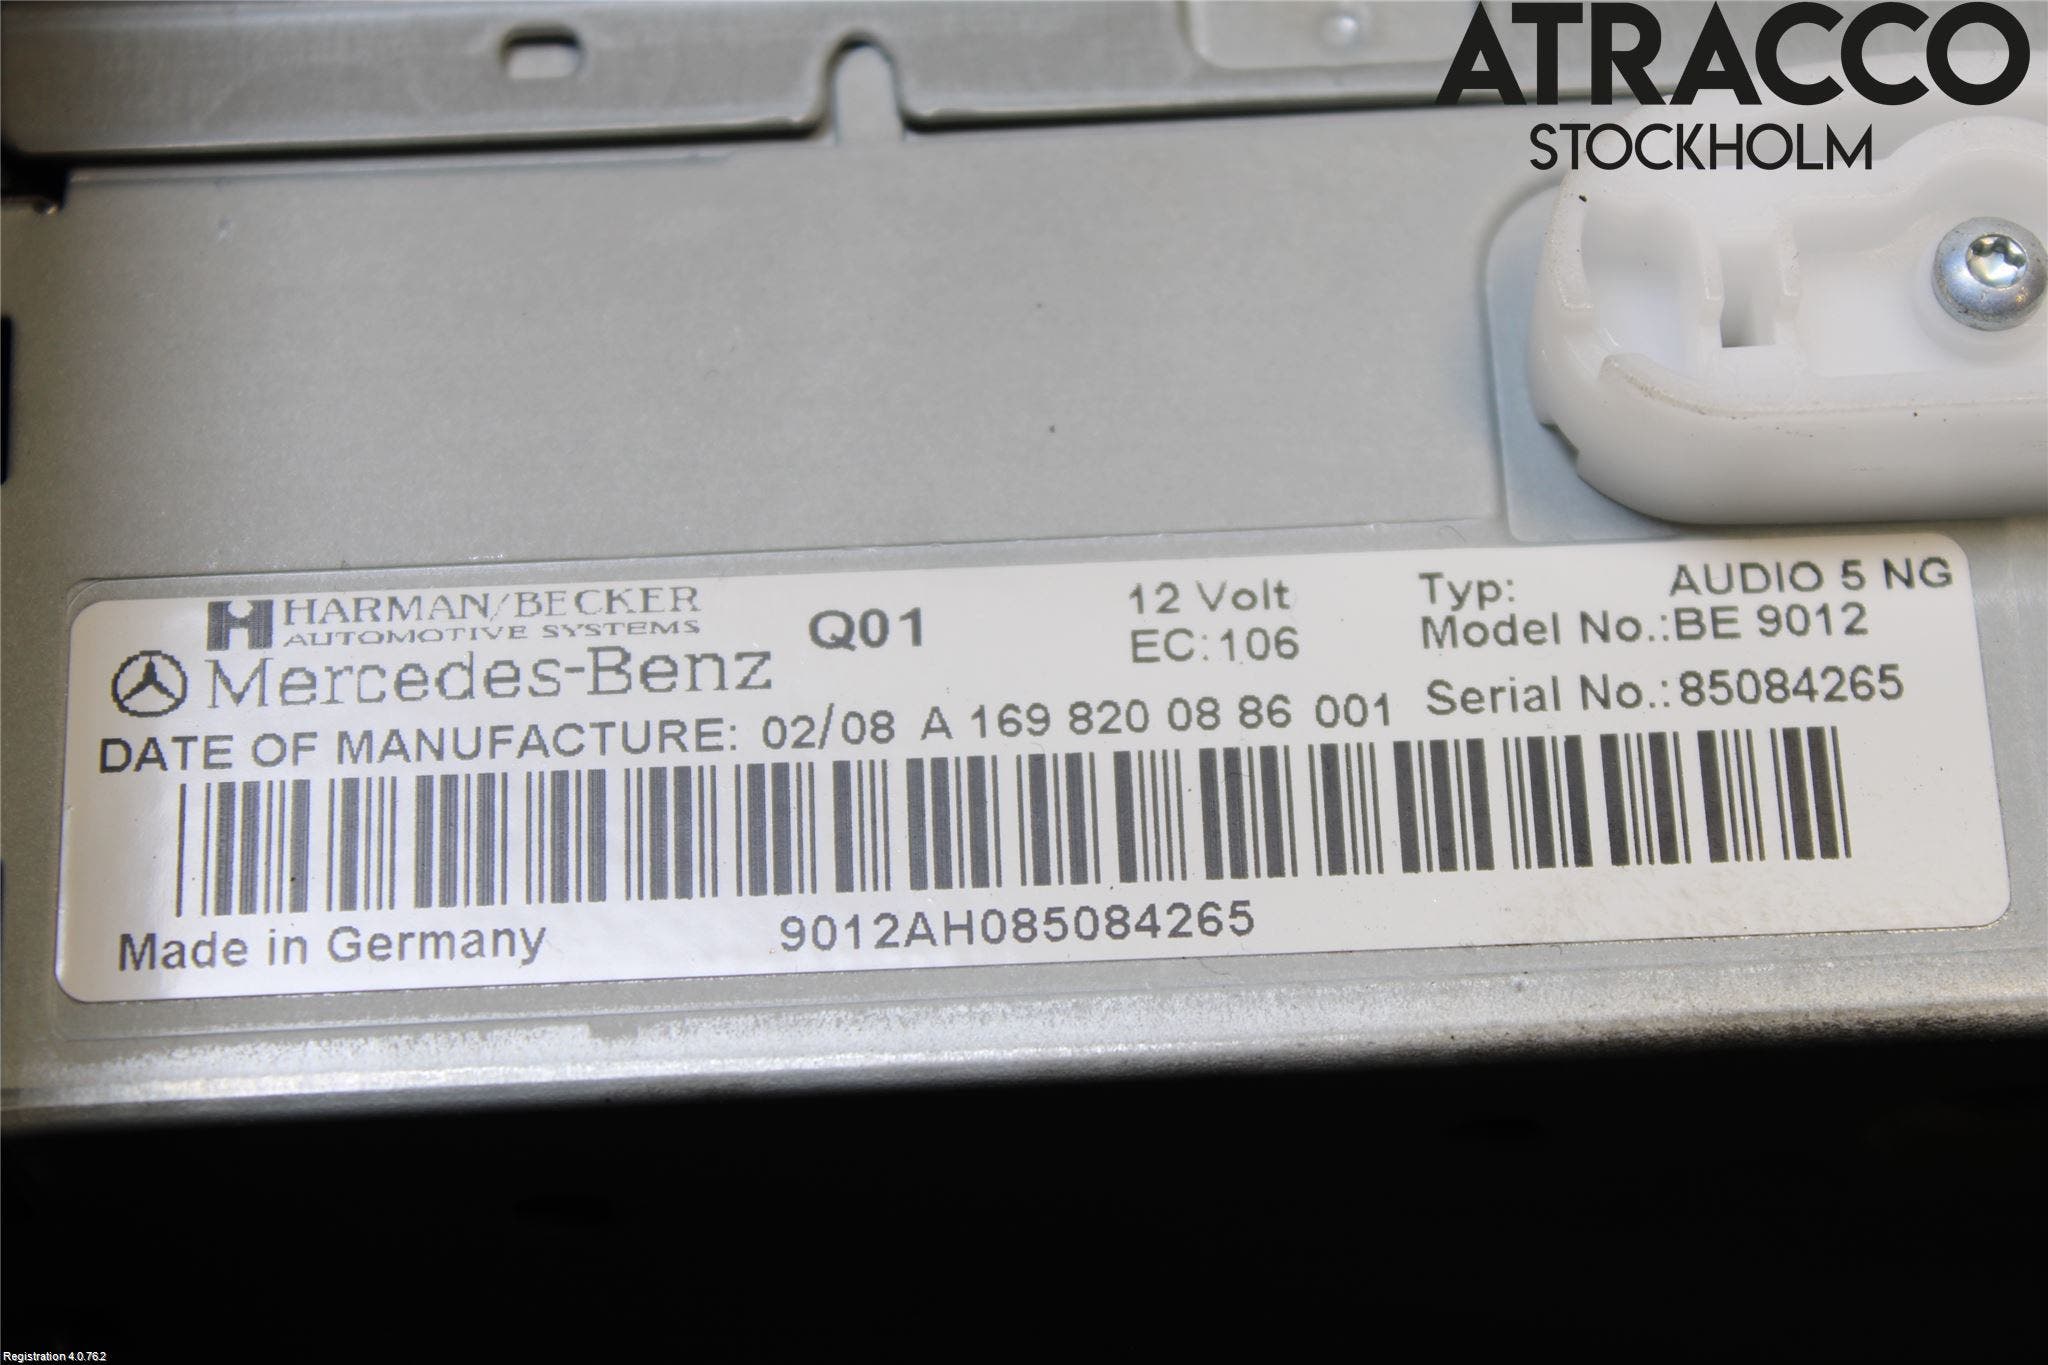 ATRACCO
STOCKHOLM
HARMAN/BECKER
AUTOMOTIVE SYSTEMS
Mercedes-Benz
Q01
12 Volt
EC:106
Typ: AUDIO 5 NG
Model No.:BE 9012
Serial No.:85084265
DATE OF MANUFACTURE: 02/08 A 169 820 08 86 001
Made in Germany
9012AH085084265
Registration 4.0.76.2